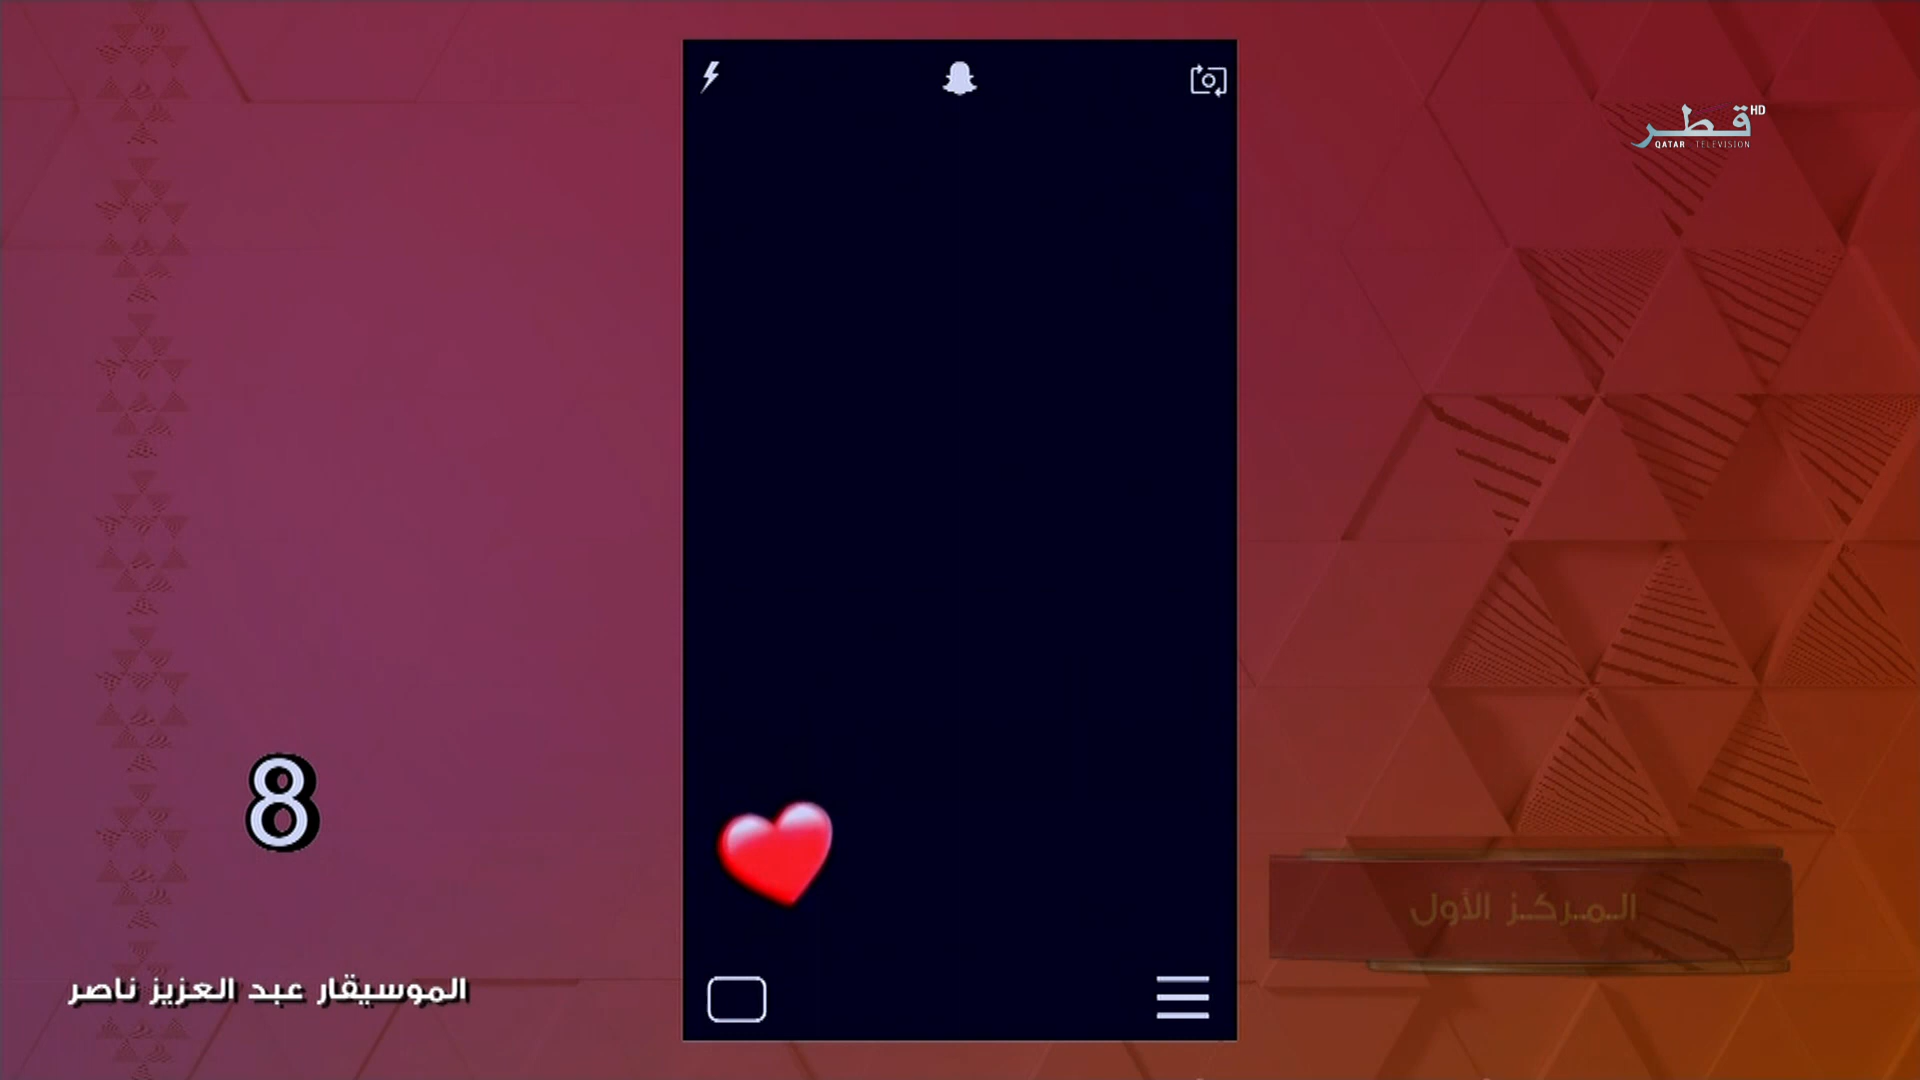 قطر HD
QATAR TELEVISION
8
المركز الأول
الموسيقار عبد العزيز ناصر